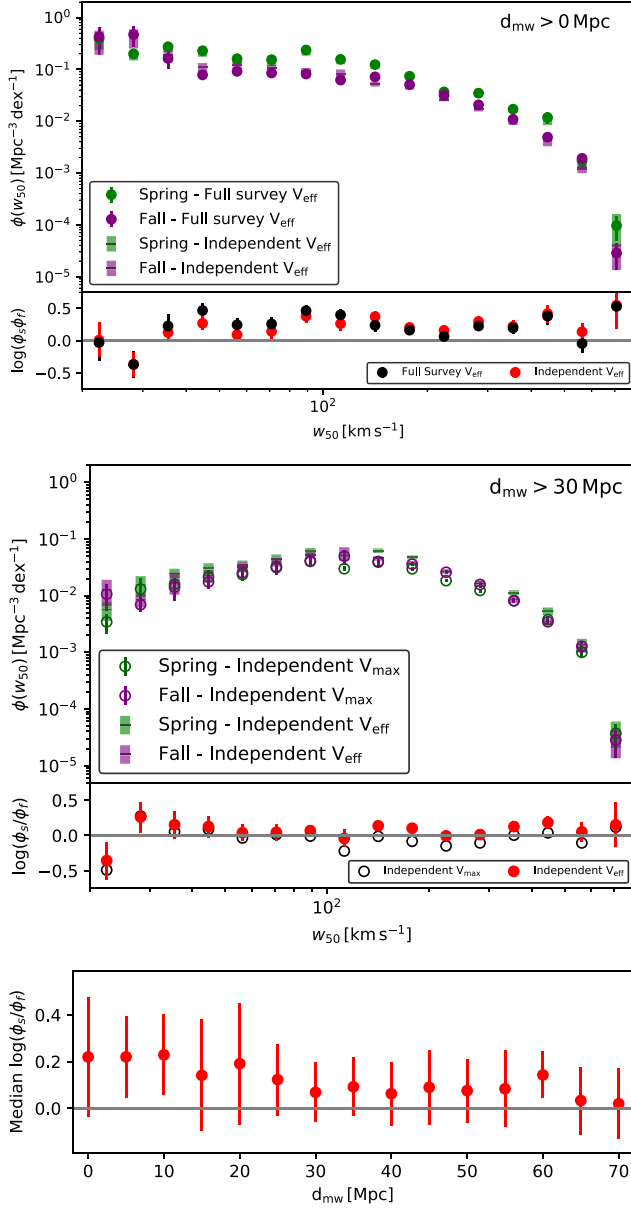 d_mw > 0 Mpc
ϕ(w_50) [Mpc^−3 dex^−1]
10^0
10^−1
10^−2
10^−3
10^−4
10^−5
Spring - Full survey V_eff
Fall - Full survey V_eff
Spring - Independent V_eff
Fall - Independent V_eff
log(ϕ_s ϕ_f)
0.5
0.0
−0.5
Full Survey V_eff
Independent V_eff
10^2
w_50 [km s^−1]
d_mw > 30 Mpc
ϕ(w_50) [Mpc^−3 dex^−1]
10^0
10^−1
10^−2
10^−3
10^−4
10^−5
Spring - Independent V_max
Fall - Independent V_max
Spring - Independent V_eff
Fall - Independent V_eff
log(ϕ_s/ϕ_f)
0.5
0.0
−0.5
Independent V_max
Independent V_eff
10^2
w_50 [km s^−1]
Median log(ϕ_s/ϕ_f)
0.4
0.2
0.0
0 10 20 30 40 50 60 70
d_mw [Mpc]